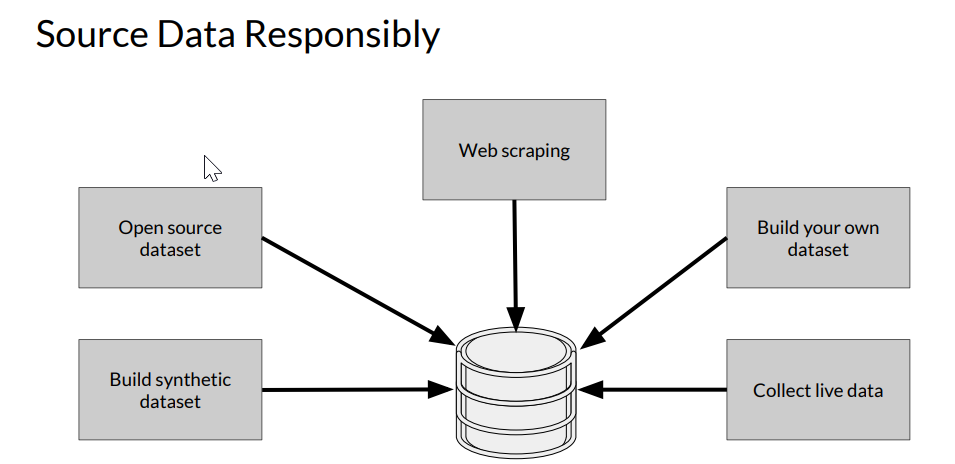 Source Data Responsibly
Web scraping
Open source
dataset
Build your own
dataset
Build synthetic
dataset
Collect live data